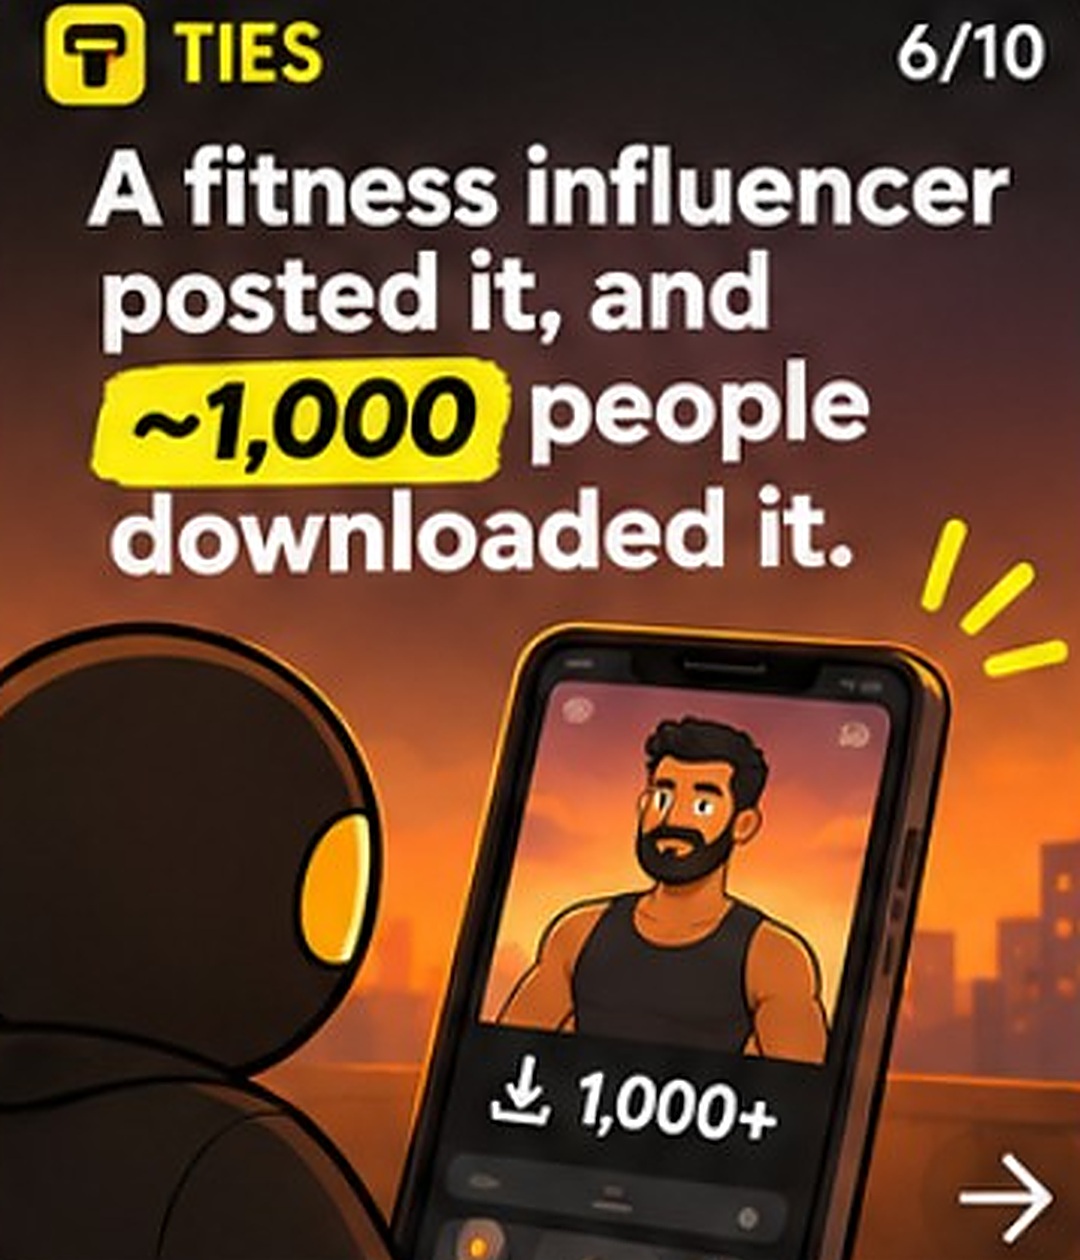 TIES
6/10
A fitness influencer
posted it, and
~1,000 people
downloaded it.
1,000+